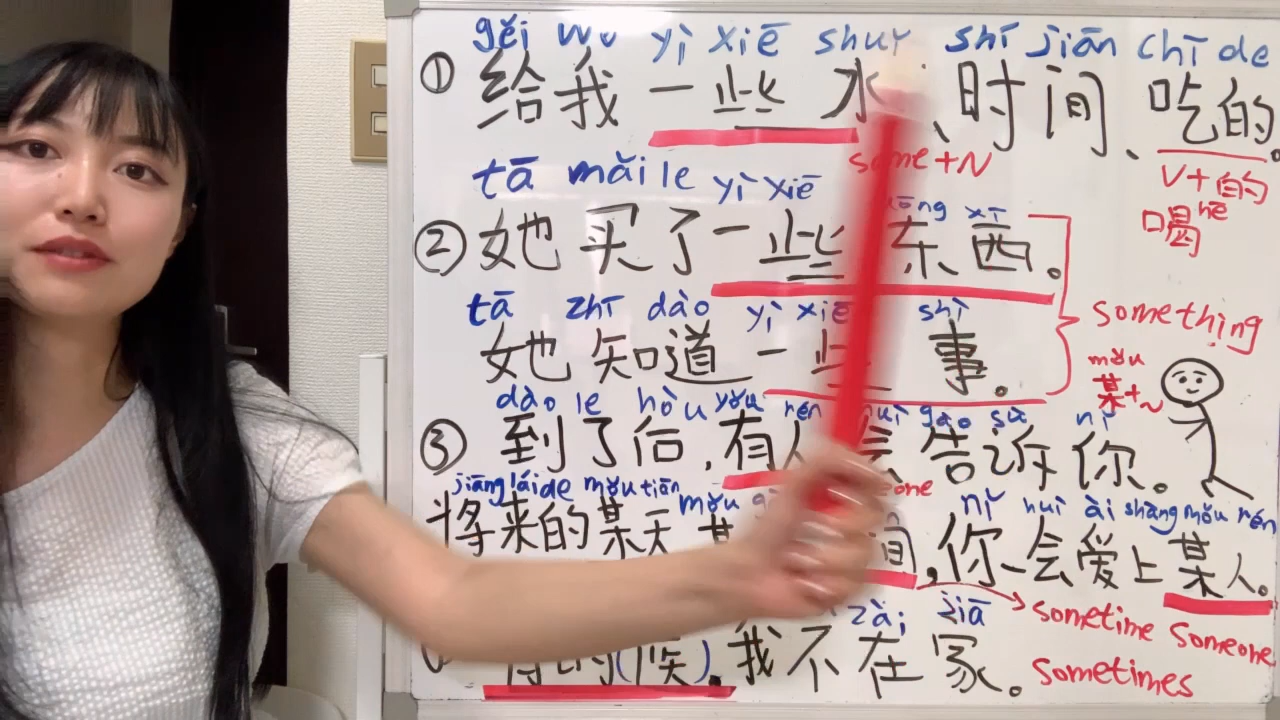 gěi wǒ yì xiē shuǐ shí jiān chī de
① 给我一些水、时间、吃的。
some+N
V+的
喝 hē
tā mǎi le yì xiē xī
② 她买了一些东西。
tā zhī dào yì xiē shì
她知道一些事。
something
mǒu
某+N
dào le hòu yǒu rén huì gào sù nǐ
③ 到了后,有人会告诉你。
jiāng lái de mǒu tiān mǒu nǐ huì ài shàng mǒu rén
将来的某天 某 间,你会爱上某人。
sometime someone
zài jiā
(候),我不在家。
sometimes